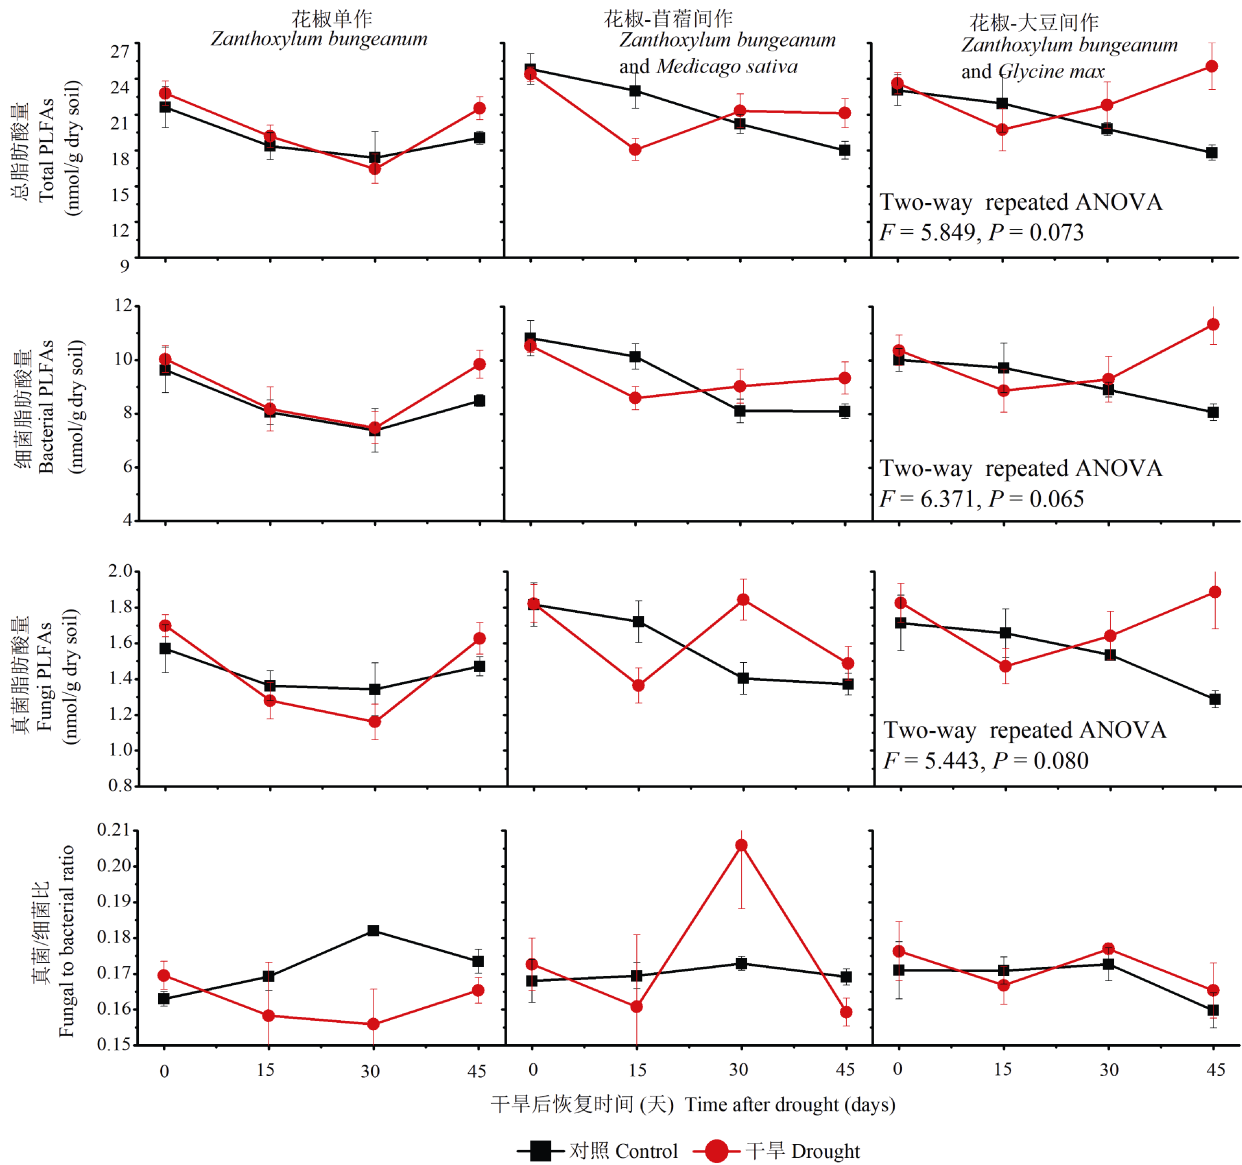 花椒单作
Zanthoxylum bungeanum
花椒-苜蓿间作
Zanthoxylum bungeanum
and Medicago sativa
花椒-大豆间作
Zanthoxylum bungeanum
and Glycine max
总脂肪酸量
Total PLFAs
(nmol/g dry soil)
27
24
21
18
15
12
9
Two-way repeated ANOVA
F = 5.849, P = 0.073
细菌脂肪酸量
Bacterial PLFAs
(nmol/g dry soil)
12
10
8
6
4
Two-way repeated ANOVA
F = 6.371, P = 0.065
真菌脂肪酸量
Fungi PLFAs
(nmol/g dry soil)
2.0
1.8
1.6
1.4
1.2
1.0
0.8
Two-way repeated ANOVA
F = 5.443, P = 0.080
真菌/细菌比
Fungal to bacterial ratio
0.21
0.20
0.19
0.18
0.17
0.16
0.15
0 15 30 45 0 15 30 45 0 15 30 45
干旱后恢复时间 (天) Time after drought (days)
对照 Control 干旱 Drought